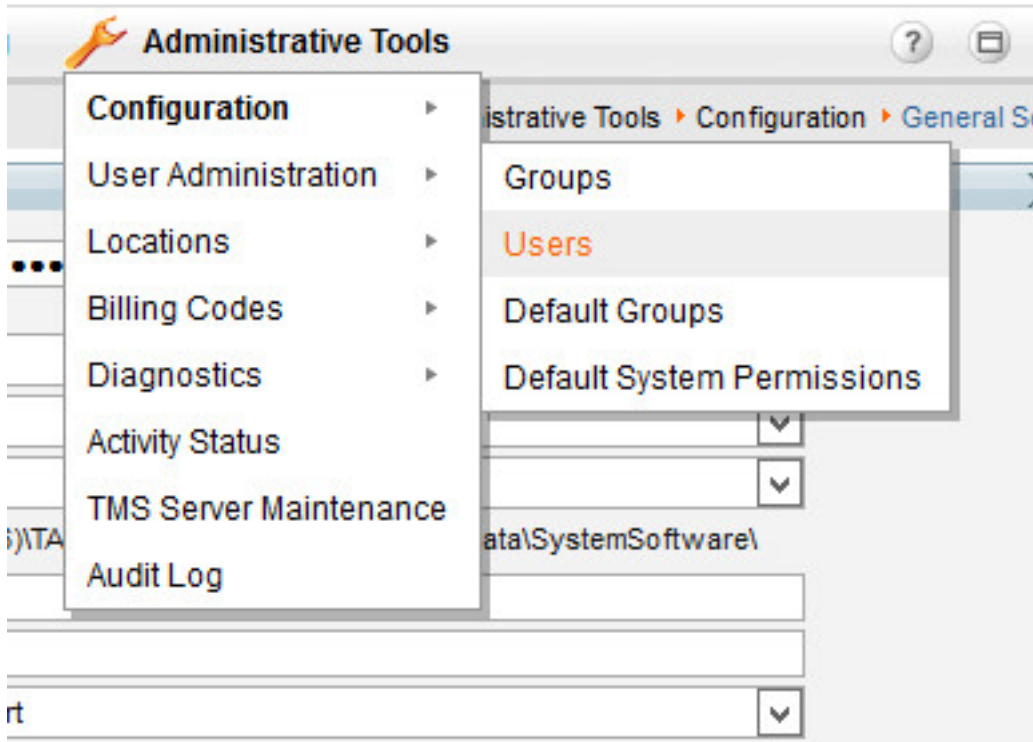 Administrative Tools
?
Configuration
istrative Tools Configuration General S
User Administration
Groups
Locations
Users
Billing Codes
Default Groups
Diagnostics
Default System Permissions
Activity Status
TMS Server Maintenance
)\TA ata\SystemSoftware\
Audit Log
rt